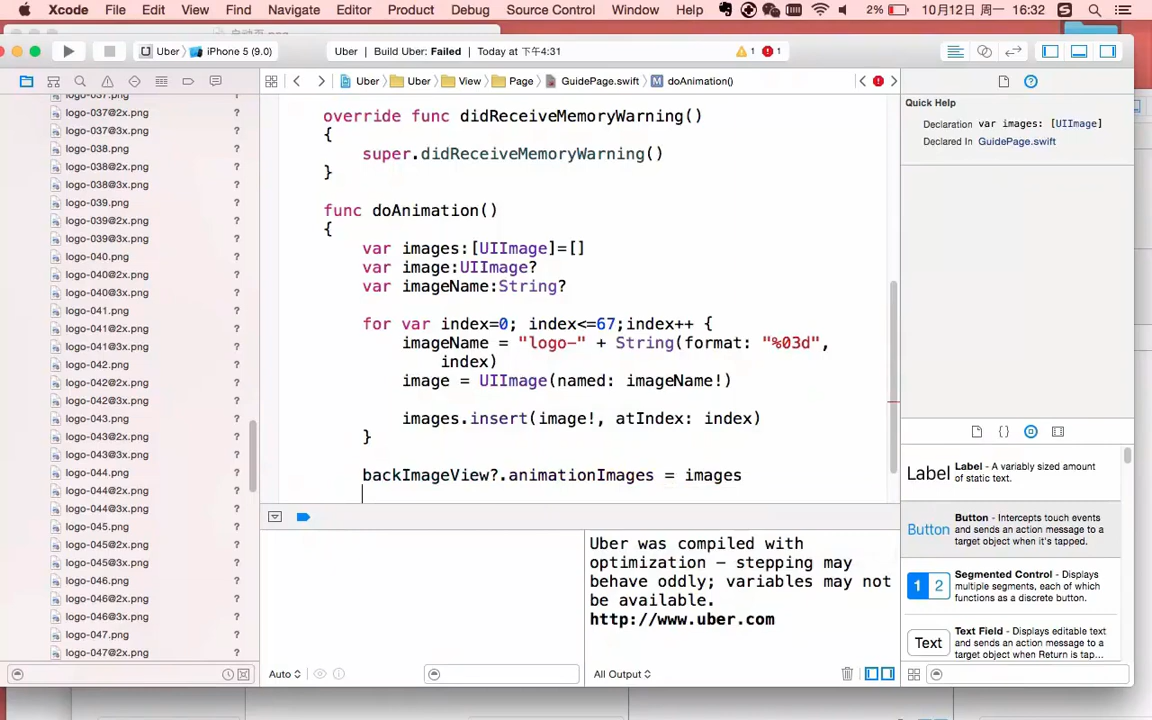 Xcode File Edit View Find Navigate Editor Product Debug Source Control Window Help 2% 10月12日 周一 16:32
Uber iPhone 5 (9.0) Uber | Build Uber: Failed | Today at 下午4:31 1 1
Uber Uber View Page GuidePage.swift M doAnimation()
logo-037.png
logo-037@2x.png ?
logo-037@3x.png ?
logo-038.png ?
logo-038@2x.png ?
logo-038@3x.png ?
logo-039.png ?
logo-039@2x.png ?
logo-039@3x.png ?
logo-040.png ?
logo-040@2x.png ?
logo-040@3x.png ?
logo-041.png ?
logo-041@2x.png ?
logo-041@3x.png ?
logo-042.png ?
logo-042@2x.png ?
logo-042@3x.png ?
logo-043.png ?
logo-043@2x.png ?
logo-043@3x.png ?
logo-044.png ?
logo-044@2x.png ?
logo-044@3x.png ?
logo-045.png ?
logo-045@2x.png ?
logo-045@3x.png ?
logo-046.png ?
logo-046@2x.png ?
logo-046@3x.png ?
logo-047.png ?
logo-047@2x.png ?
override func didReceiveMemoryWarning()
{
super.didReceiveMemoryWarning()
}
func doAnimation()
{
var images:[UIImage]=[]
var image:UIImage?
var imageName:String?
for var index=0; index<=67;index++ {
imageName = "logo-" + String(format: "%03d",
index)
image = UIImage(named: imageName!)
images.insert(image!, atIndex: index)
}
backImageView?.animationImages = images
Auto
Uber was compiled with
optimization - stepping may
behave oddly; variables may not
be available.
http://www.uber.com
All Output
Quick Help
Declaration var images: [UIImage]
Declared In GuidePage.swift
Label Label - A variably sized amount
of static text.
Button Button - Intercepts touch events
and sends an action message to a
target object when it's tapped.
1 2 Segmented Control - Displays
multiple segments, each of which
functions as a discrete button.
Text Text Field - Displays editable text
and sends an action message to a
target object when Return is tap...